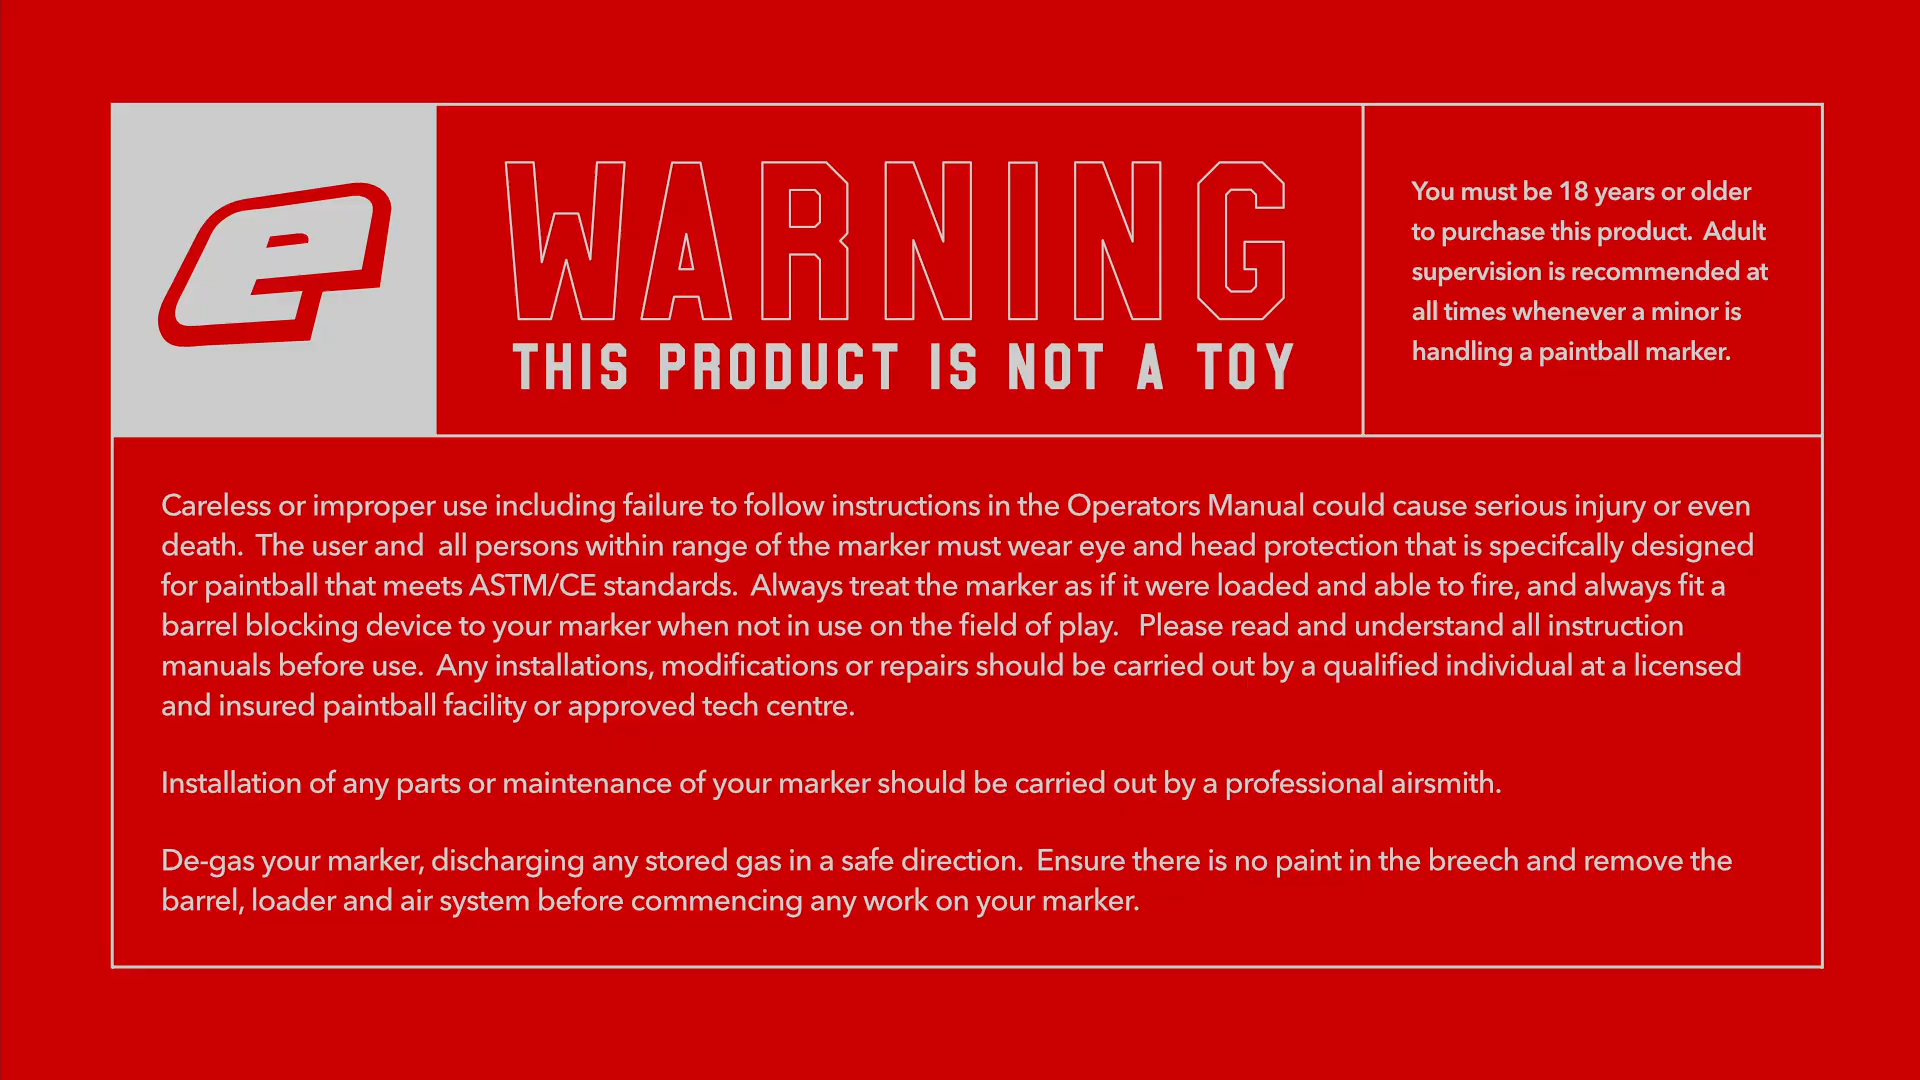 e
WARNING
THIS PRODUCT IS NOT A TOY
You must be 18 years or older
to purchase this product.  Adult
supervision is recommended at
all times whenever a minor is
handling a paintball marker.
Careless or improper use including failure to follow instructions in the Operators Manual could cause serious injury or even
death.  The user and  all persons within range of the marker must wear eye and head protection that is specifcally designed
for paintball that meets ASTM/CE standards.  Always treat the marker as if it were loaded and able to fire, and always fit a
barrel blocking device to your marker when not in use on the field of play.   Please read and understand all instruction
manuals before use.  Any installations, modifications or repairs should be carried out by a qualified individual at a licensed
and insured paintball facility or approved tech centre.
Installation of any parts or maintenance of your marker should be carried out by a professional airsmith.
De-gas your marker, discharging any stored gas in a safe direction.  Ensure there is no paint in the breech and remove the
barrel, loader and air system before commencing any work on your marker.